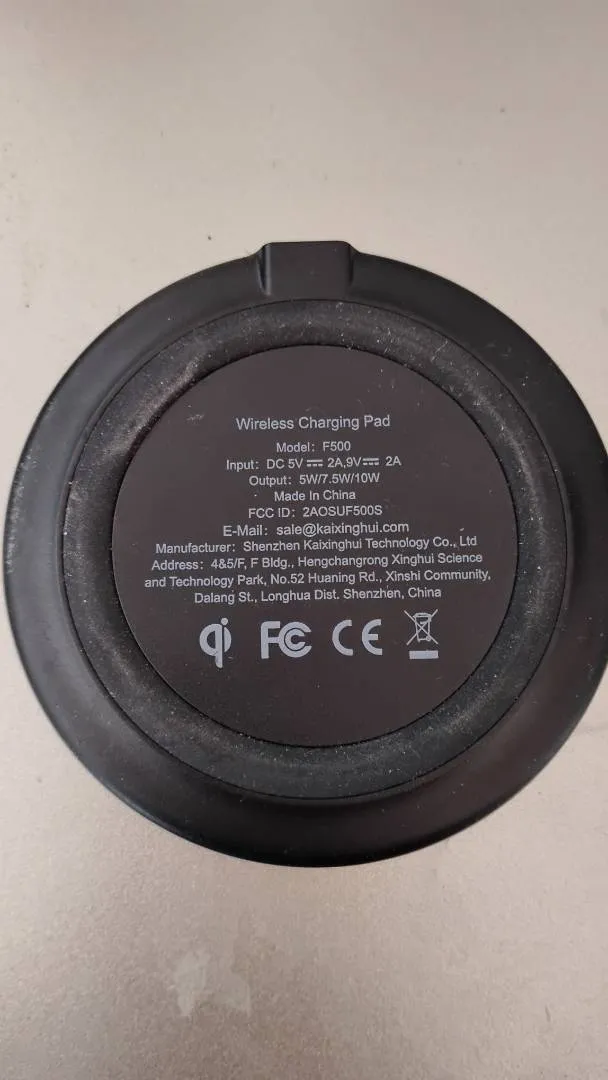 Wireless Charging Pad
Model: F500
Input: DC 5V⎓2A,9V⎓2A
Output: 5W/7.5W/10W
Made In China
FCC ID: 2AOSUF500S
E-Mail: sale@kaixinghui.com
Manufacturer: Shenzhen Kaixinghui Technology Co., Ltd
Address: 4&5/F, F Bldg., Hengchangrong Xinghui Science
and Technology Park, No.52 Huaning Rd., Xinshi Community,
Dalang St., Longhua Dist. Shenzhen, China
qi FC CE